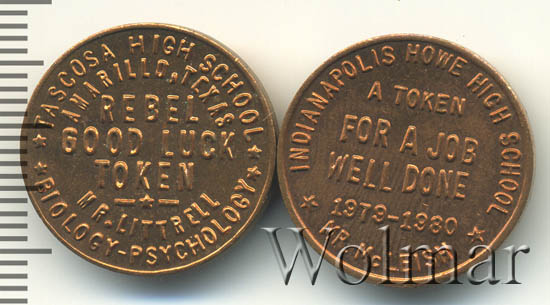 TASCOSA HIGH SCHOOL
AMARILLO, TEXAS
REBEL
GOOD LUCK
TOKEN
MR. LITTRELL
BIOLOGY-PSYCHOLOGY
INDIANAPOLIS HOWE HIGH SCHOOL
A TOKEN
FOR A JOB
WELL DONE
1979-1980
Wolmar